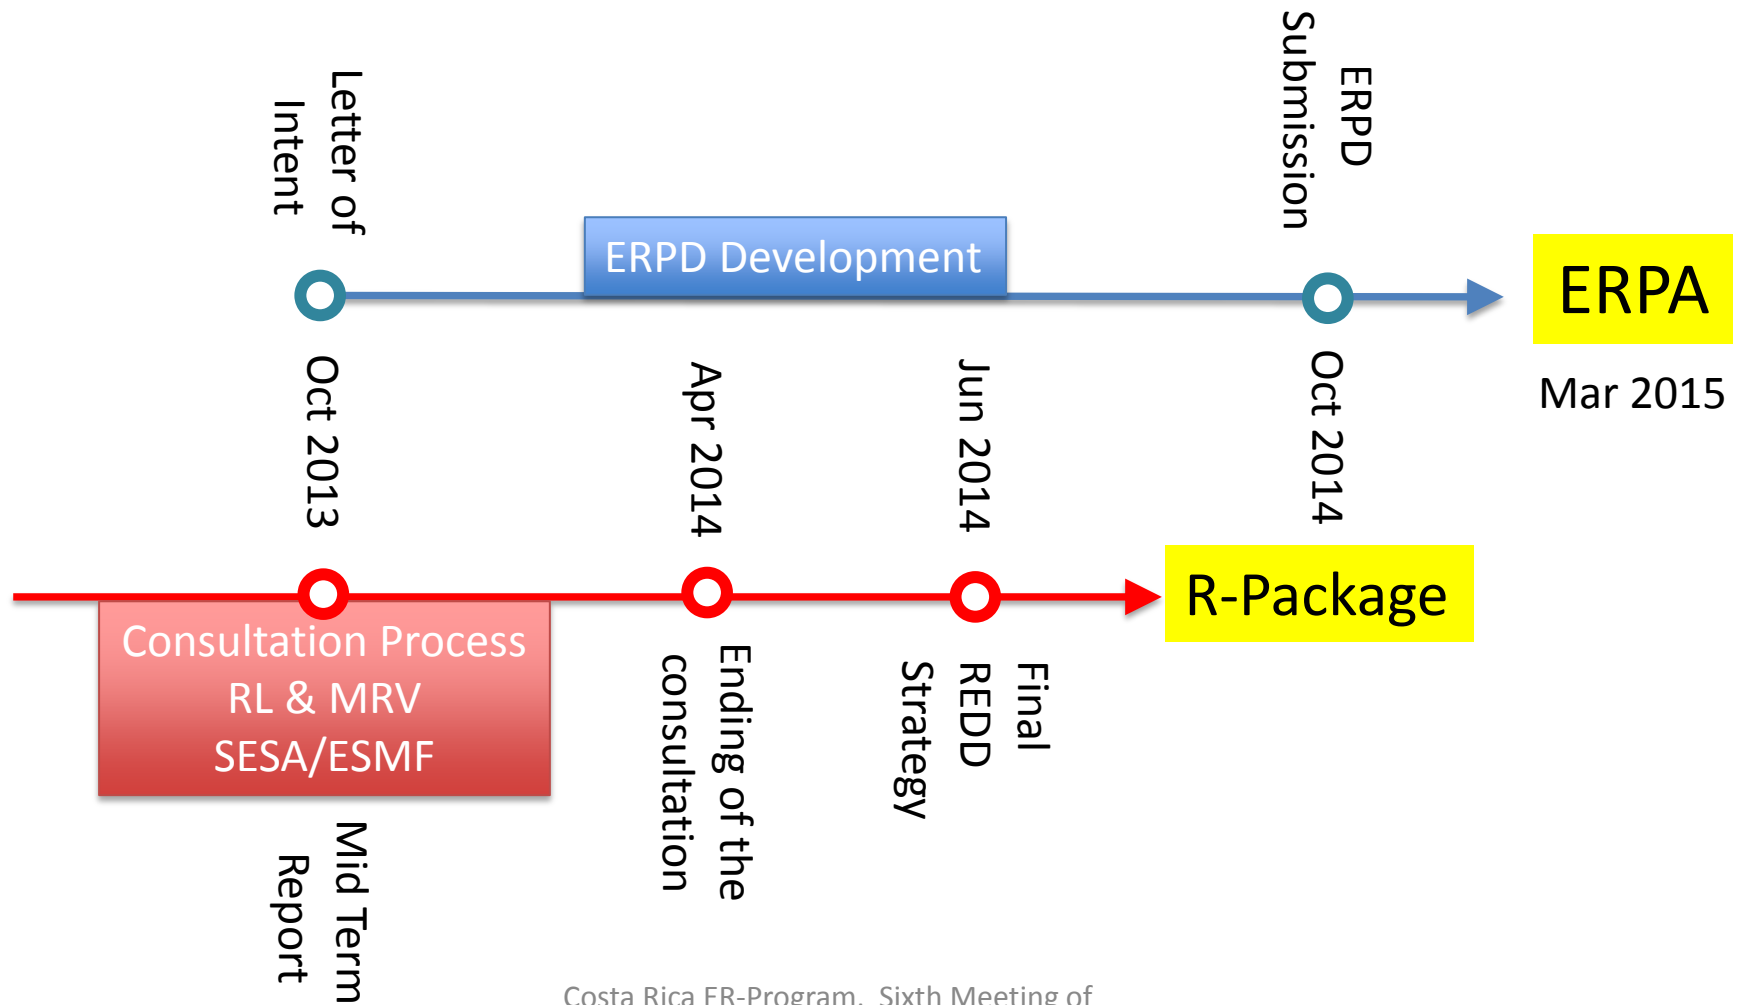 Letter of
Intent
ERPD
Submission
ERPD Development
ERPA
Mar 2015
Oct 2013
Apr 2014
Jun 2014
Oct 2014
R-Package
Consultation Process
RL & MRV
SESA/ESMF
Mid Term
Report
Ending of the
consultation
Final
REDD
Strategy
Costa Rica ER-Program. Sixth Meeting of